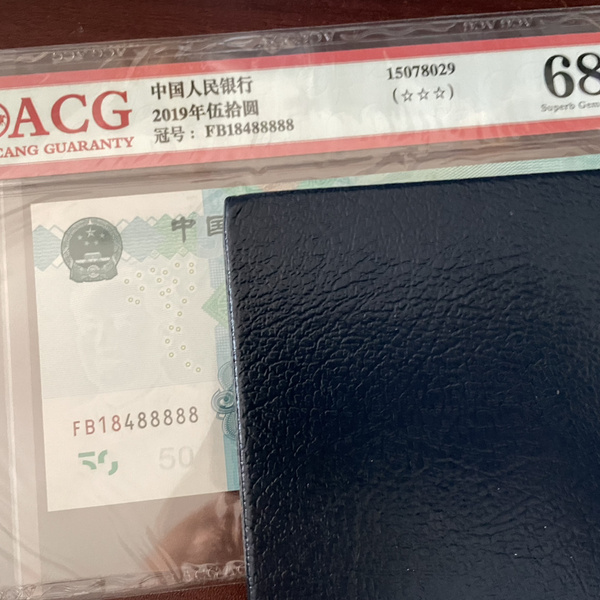 ACG
CANG GUARANTY
中国人民银行
2019年伍拾圆
冠号：FB18488888
15078029
(☆☆☆)
68
Superb Gem
中国
FB18488888
50
50